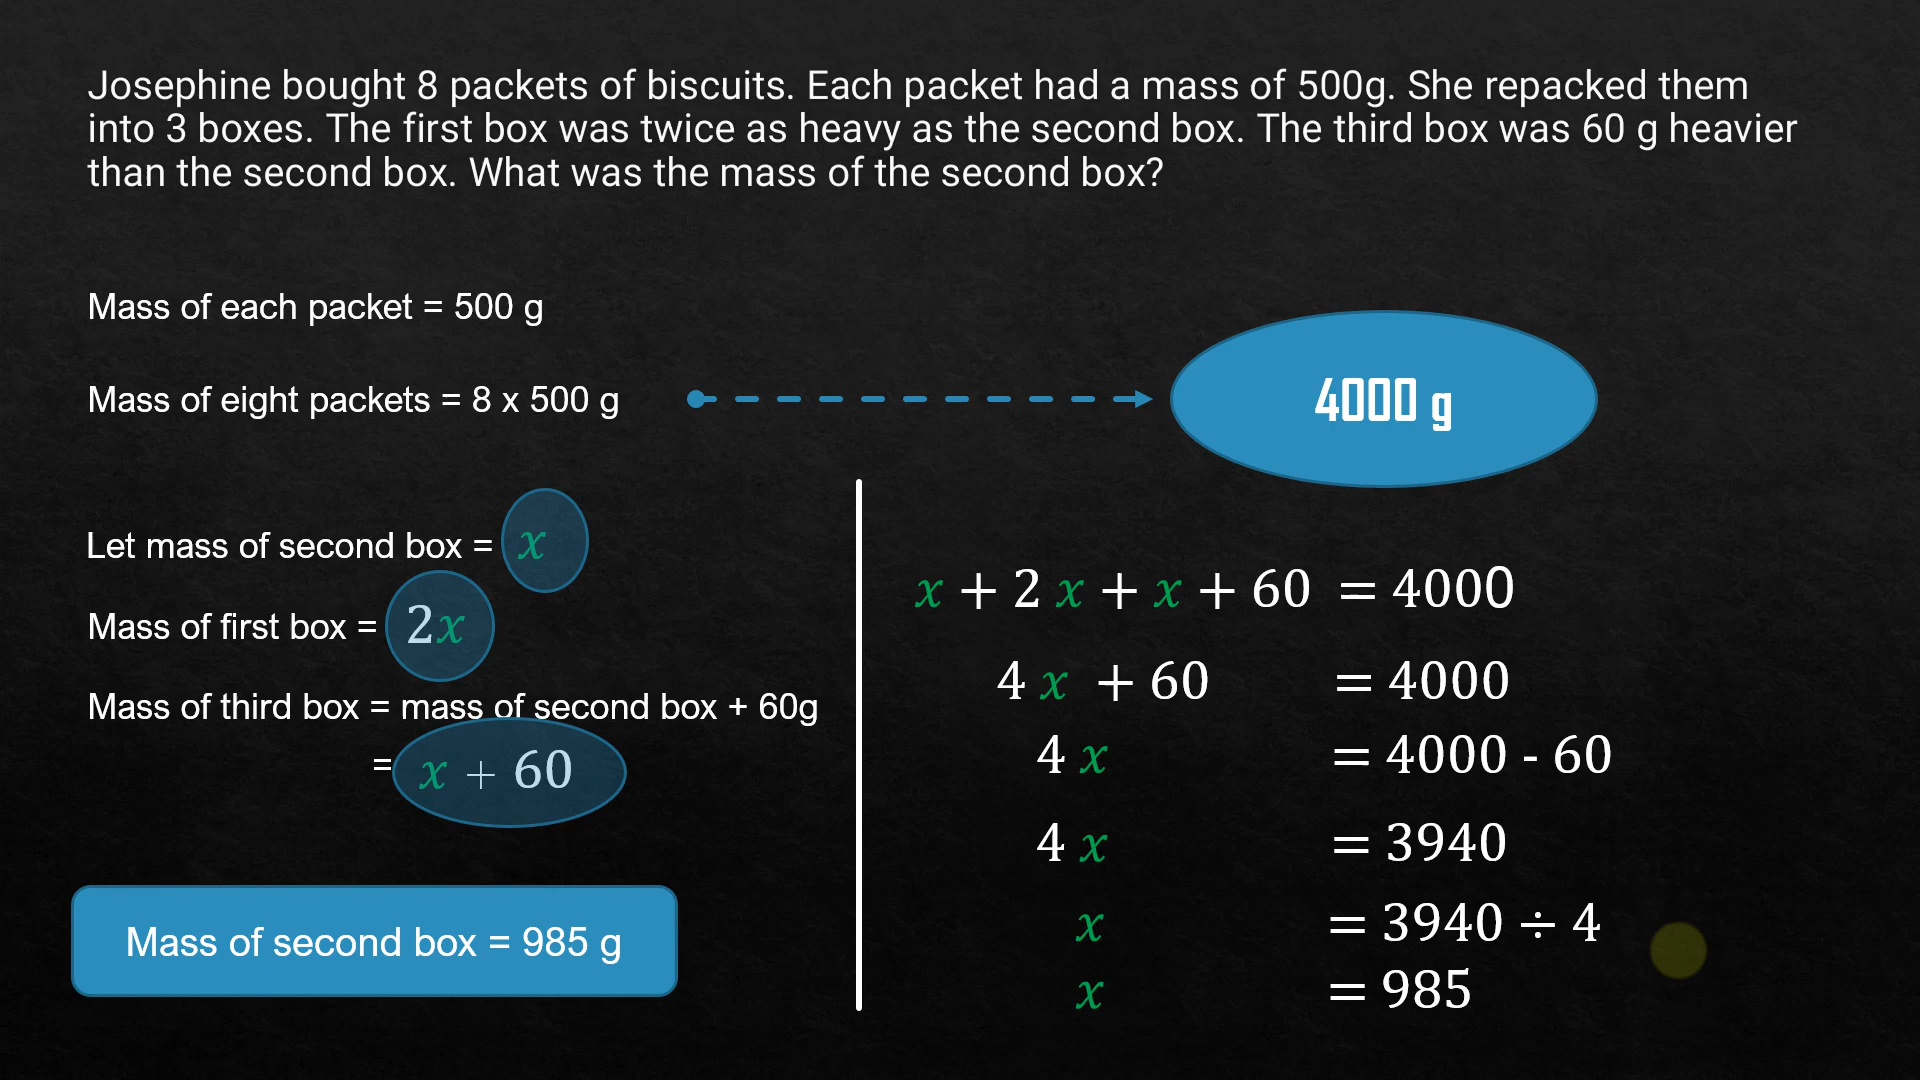 Josephine bought 8 packets of biscuits. Each packet had a mass of 500g. She repacked them
into 3 boxes. The first box was twice as heavy as the second box. The third box was 60 g heavier
than the second box. What was the mass of the second box?
Mass of each packet = 500 g
Mass of eight packets = 8 x 500 g
4000 g
Let mass of second box = x
Mass of first box = 2x
Mass of third box = mass of second box + 60g
= x + 60
Mass of second box = 985 g
x + 2 x + x + 60 = 4000
4 x + 60 = 4000
4 x = 4000 - 60
4 x = 3940
x = 3940 ÷ 4
x = 985